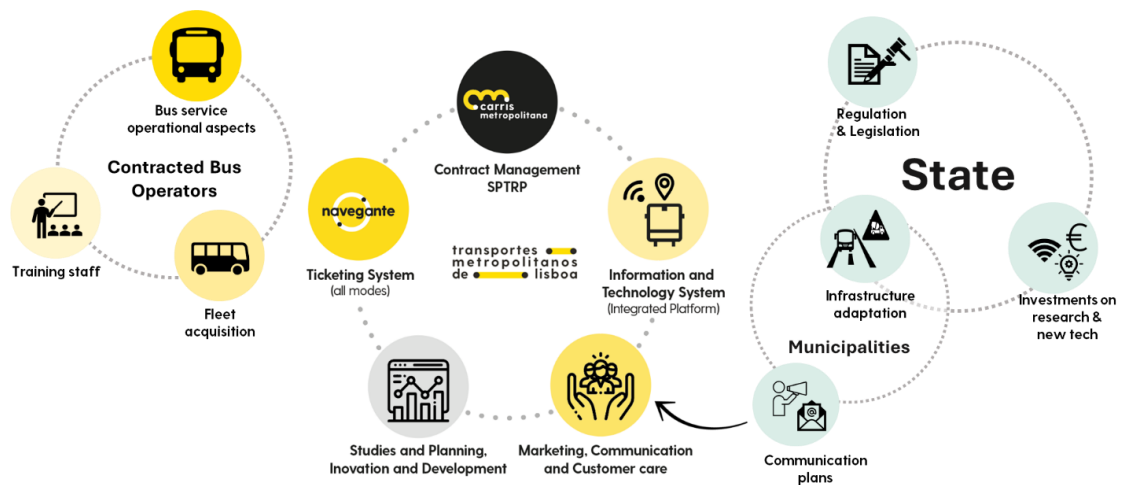 Bus service
operational aspects
Contracted Bus
Operators
Training staff
Fleet
acquisition
carris
metropolitana
Contract Management
SPTRP
navegante
Ticketing System
(all modes)
transportes
metropolitanos
de lisboa
Information and
Technology System
(Integrated Platform)
Studies and Planning,
Inovation and Development
Marketing, Communication
and Customer care
Regulation
& Legislation
State
Infrastructure
adaptation
€
Investments on
research &
new tech
Municipalities
@
Communication
plans